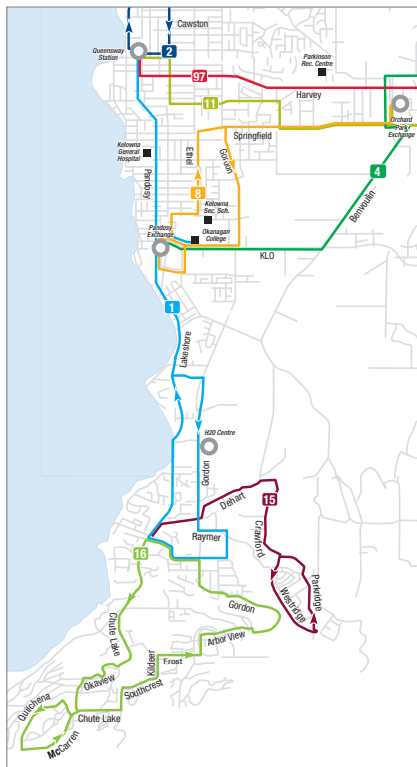 Cawston
Queensway
Station
2
97
Parkinson
Rec. Centre
Harvey
11
Orchard
Park
Exchange
Springfield
Kelowna
General
Hospital
Ethel
Gordon
Pandosy
4
8
Benvoulin
Kelowna
Sec. Sch.
Pandosy
Exchange
Okanagan
College
KLO
1
Lakeshore
H20 Centre
Gordon
Dehart
15
Crawford
Raymer
16
Parkridge
Westridge
Gordon
Chute Lake
Arbor View
Kildeer
Frost
Okaview
Southcrest
Quilchena
Chute Lake
McCarren